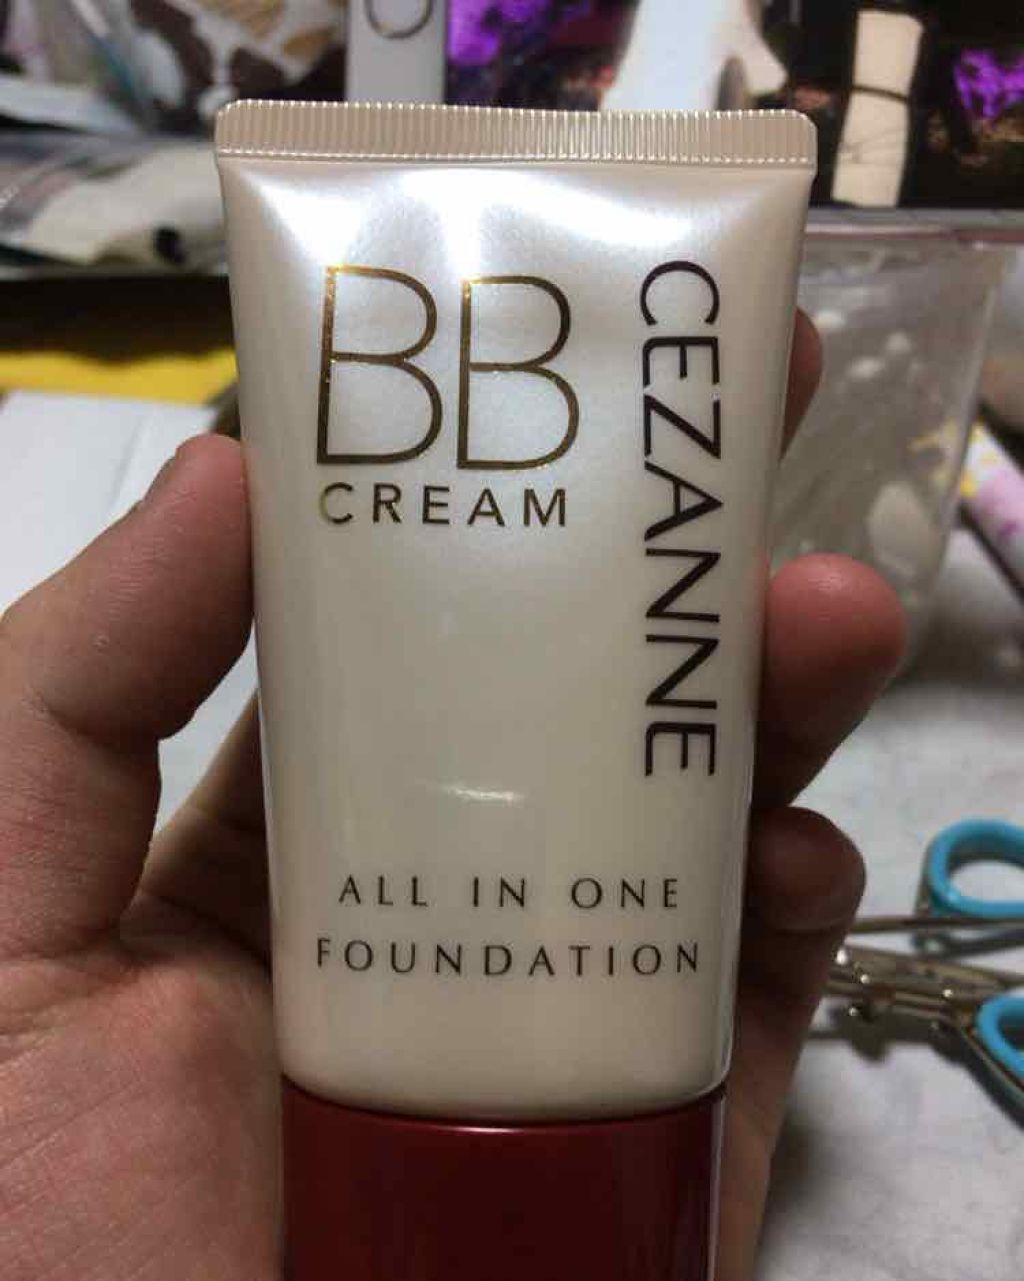 BB
CREAM
CEZANNE
ALL IN ONE
FOUNDATION